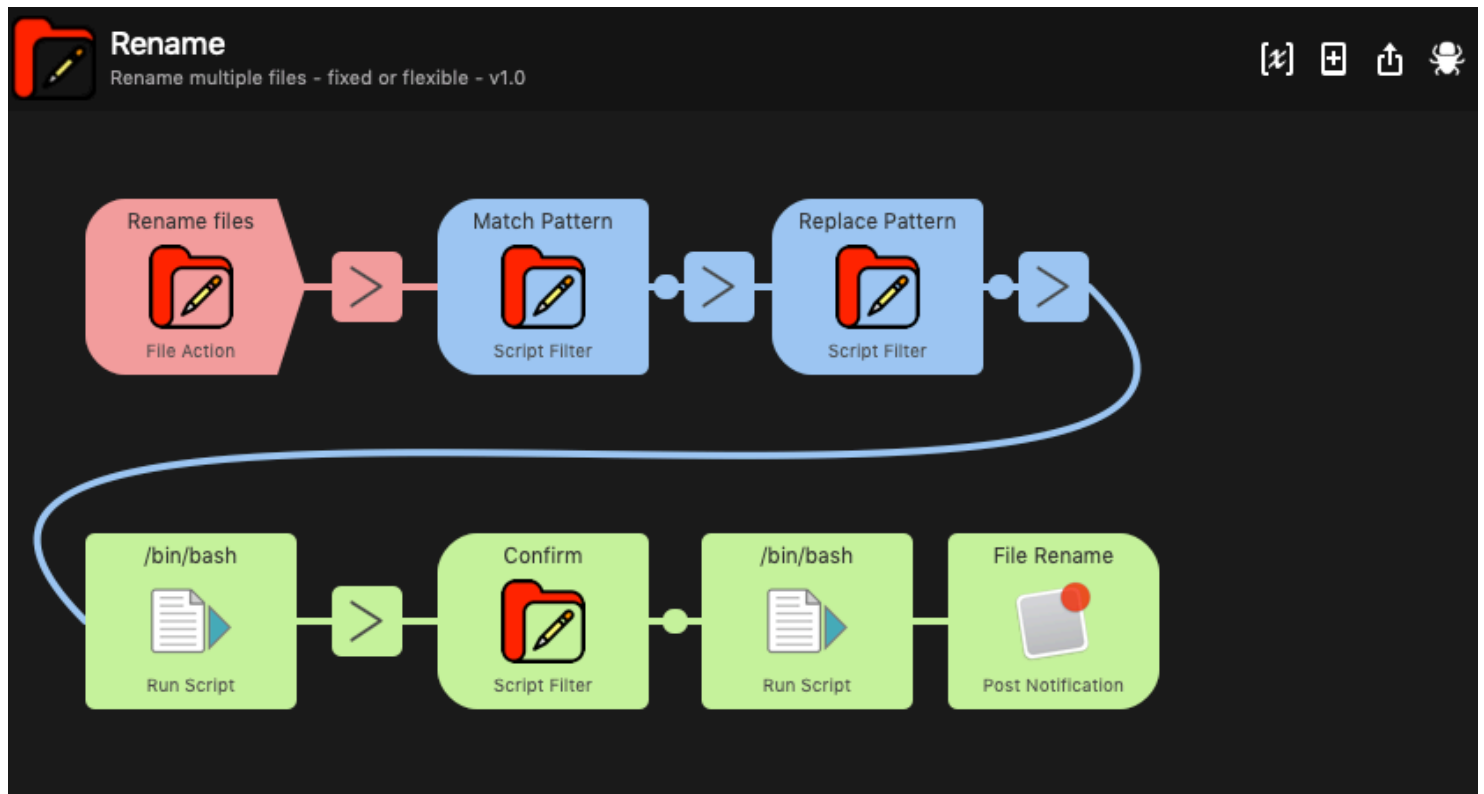 Rename
Rename multiple files - fixed or flexible - v1.0
[x]
Rename files
File Action
Match Pattern
Script Filter
Replace Pattern
Script Filter
/bin/bash
Run Script
Confirm
Script Filter
/bin/bash
Run Script
File Rename
Post Notification